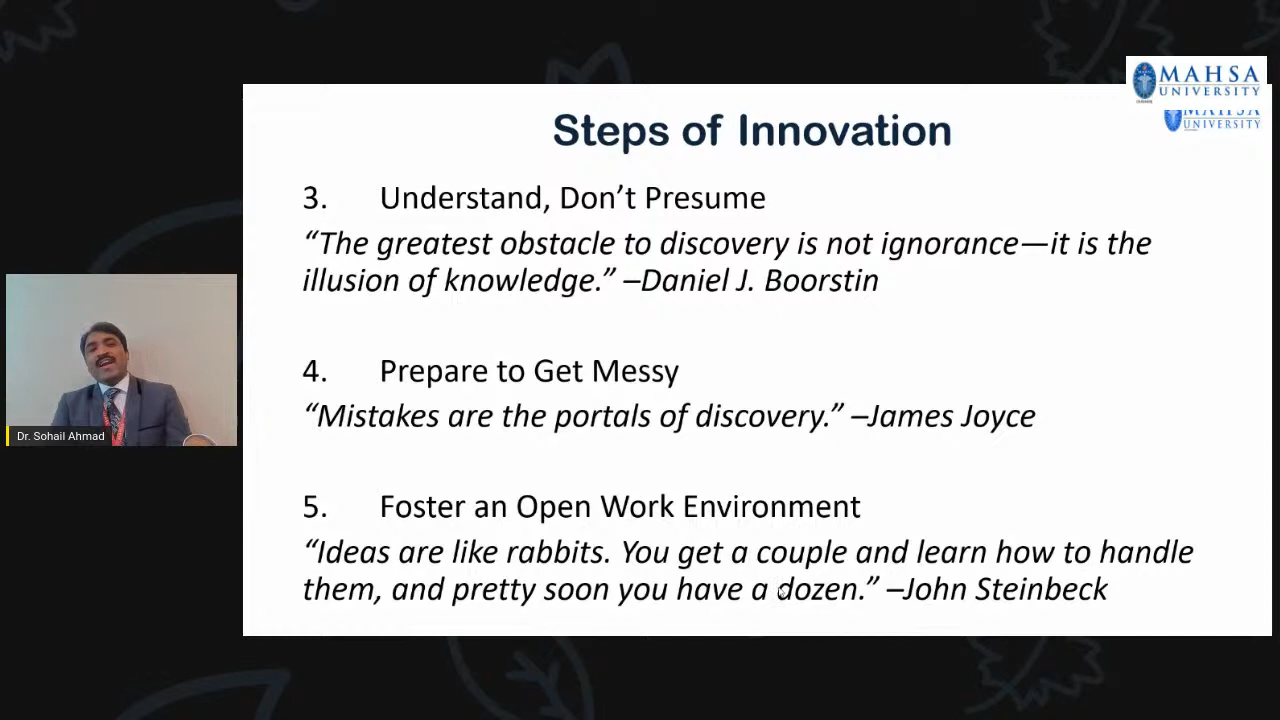 MAHSA
UNIVERSITY
MAHSA
UNIVERSITY
Steps of Innovation
3. Understand, Don’t Presume
“The greatest obstacle to discovery is not ignorance—it is the
illusion of knowledge.” –Daniel J. Boorstin
4. Prepare to Get Messy
“Mistakes are the portals of discovery.” –James Joyce
5. Foster an Open Work Environment
“Ideas are like rabbits. You get a couple and learn how to handle
them, and pretty soon you have a dozen.” –John Steinbeck
Dr. Sohail Ahmad